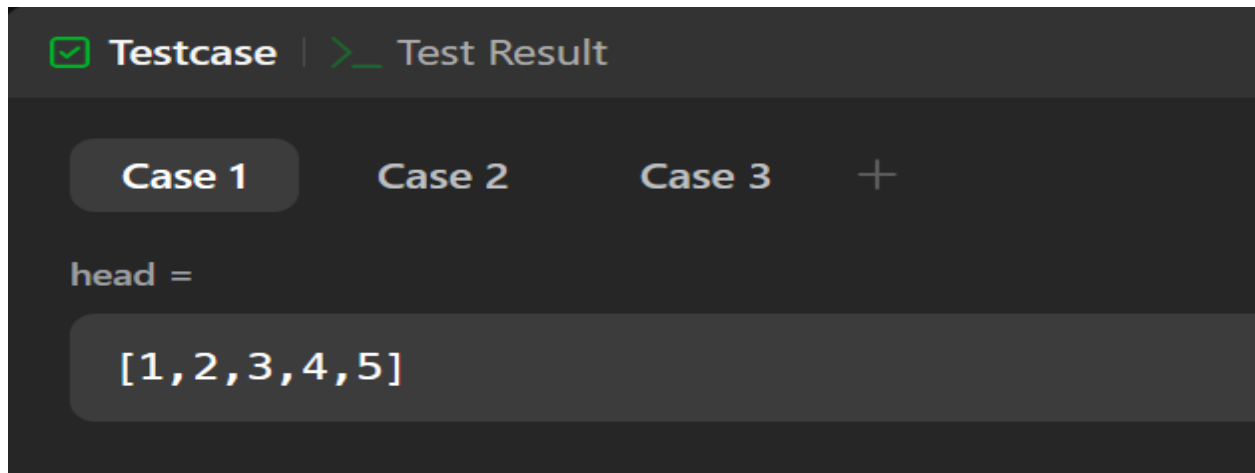 Testcase >_ Test Result
Case 1 Case 2 Case 3 +
head =
[1,2,3,4,5]